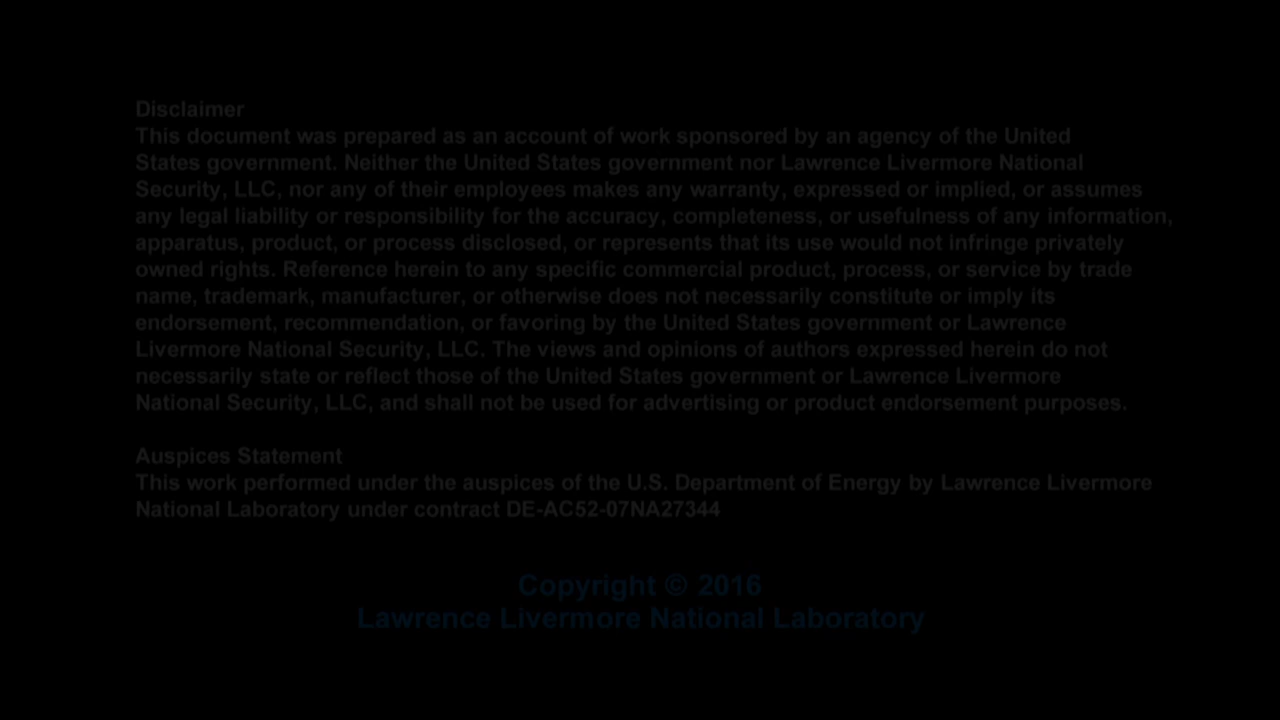 Disclaimer
This document was prepared as an account of work sponsored by an agency of the United
States government. Neither the United States government nor Lawrence Livermore National
Security, LLC, nor any of their employees makes any warranty, expressed or implied, or assumes
any legal liability or responsibility for the accuracy, completeness, or usefulness of any information,
apparatus, product, or process disclosed, or represents that its use would not infringe privately
owned rights. Reference herein to any specific commercial product, process, or service by trade
name, trademark, manufacturer, or otherwise does not necessarily constitute or imply its
endorsement, recommendation, or favoring by the United States government or Lawrence
Livermore National Security, LLC. The views and opinions of authors expressed herein do not
necessarily state or reflect those of the United States government or Lawrence Livermore
National Security, LLC, and shall not be used for advertising or product endorsement purposes.
Auspices Statement
This work performed under the auspices of the U.S. Department of Energy by Lawrence Livermore
National Laboratory under contract DE-AC52-07NA27344
Copyright © 2016
Lawrence Livermore National Laboratory